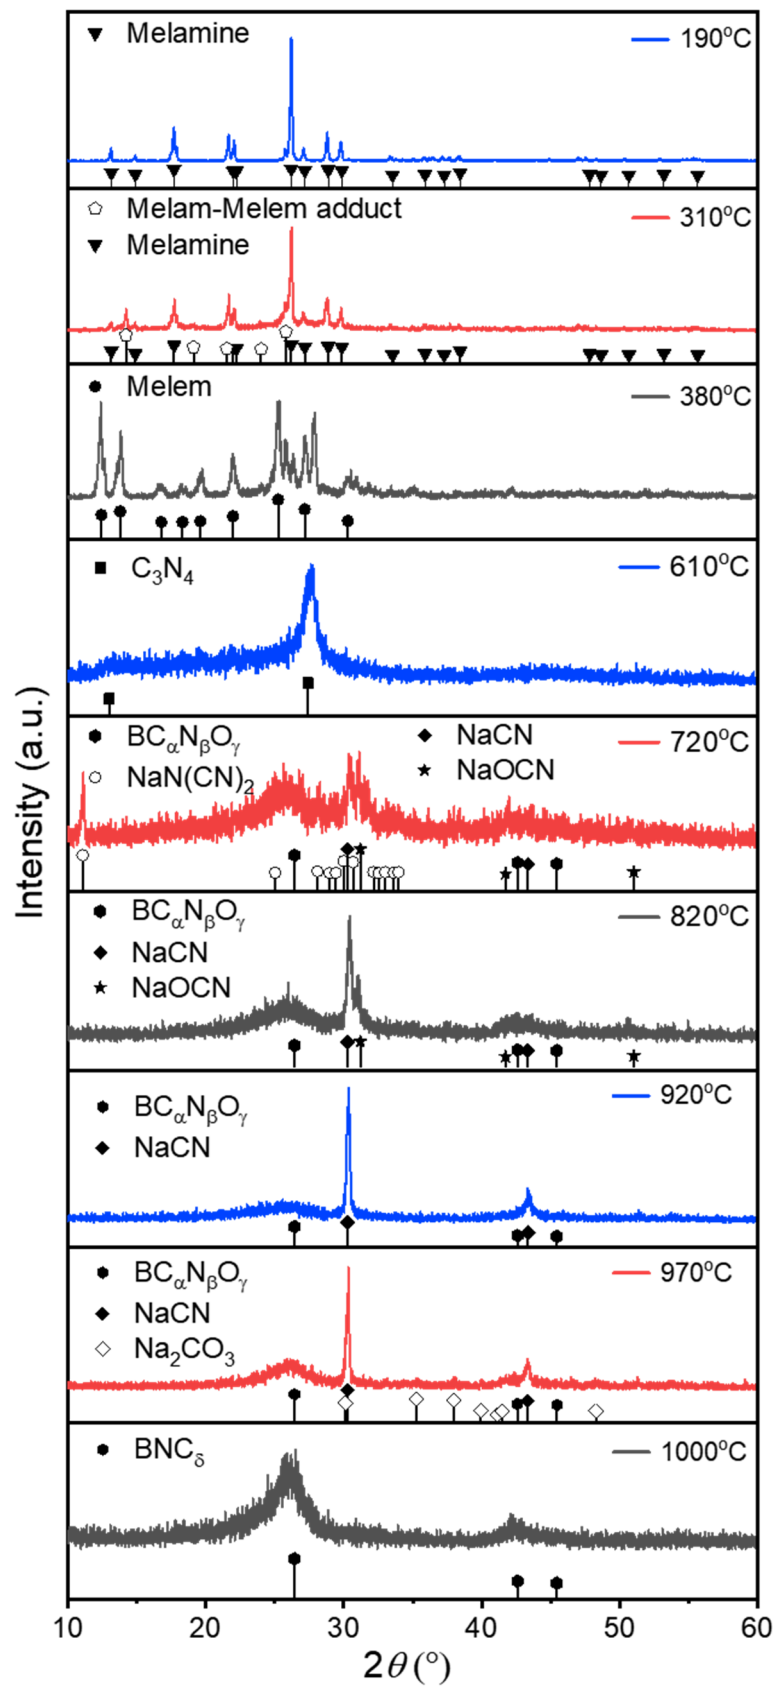 Melamine
190°C
Melam-Melem adduct
310°C
Melamine
Melem
380°C
C₃N₄
610°C
BCαNβOγ
NaCN
720°C
NaN(CN)₂
NaOCN
BCαNβOγ
820°C
NaCN
NaOCN
BCαNβOγ
920°C
NaCN
BCαNβOγ
970°C
NaCN
Na₂CO₃
BNCδ
1000°C
Intensity (a.u.)
10 20 30 40 50 60
2θ (°)